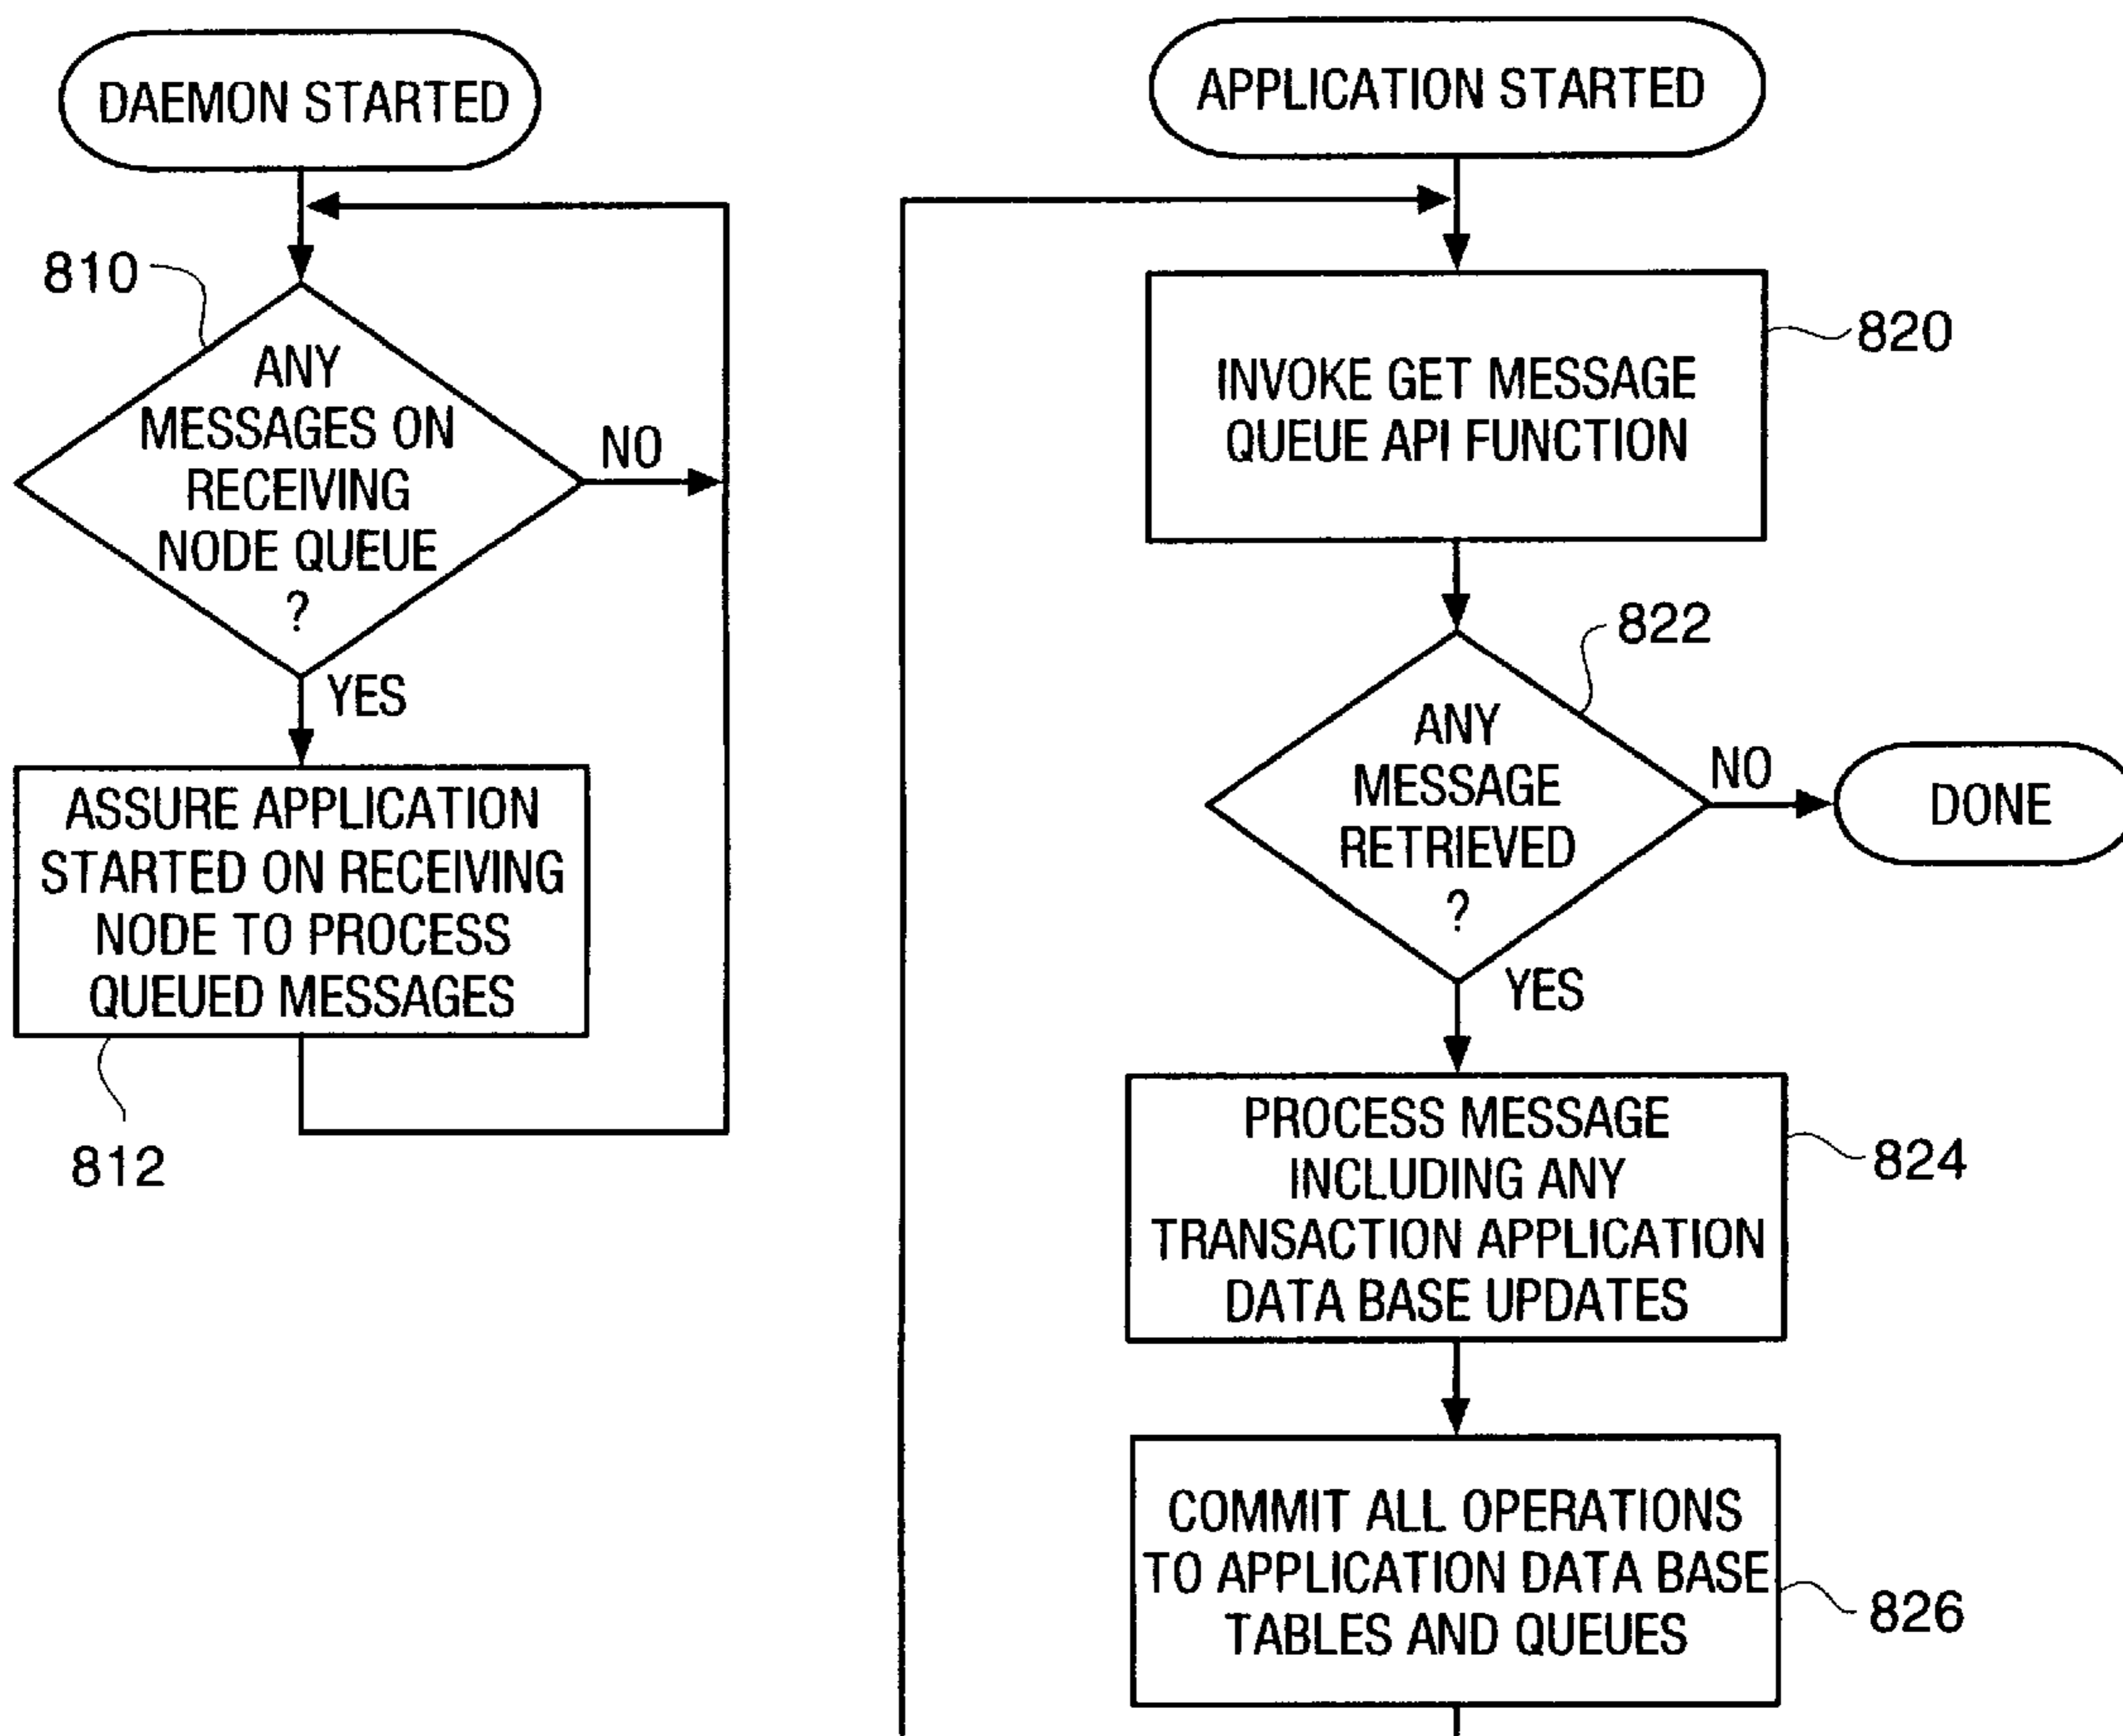 DAEMON STARTED
810
ANY
MESSAGES ON
RECEIVING
NODE QUEUE
?
NO
YES
ASSURE APPLICATION
STARTED ON RECEIVING
NODE TO PROCESS
QUEUED MESSAGES
812
APPLICATION STARTED
INVOKE GET MESSAGE
QUEUE API FUNCTION
820
822
ANY
MESSAGE
RETRIEVED
?
NO
DONE
YES
PROCESS MESSAGE
INCLUDING ANY
TRANSACTION APPLICATION
DATA BASE UPDATES
824
COMMIT ALL OPERATIONS
TO APPLICATION DATA BASE
TABLES AND QUEUES
826